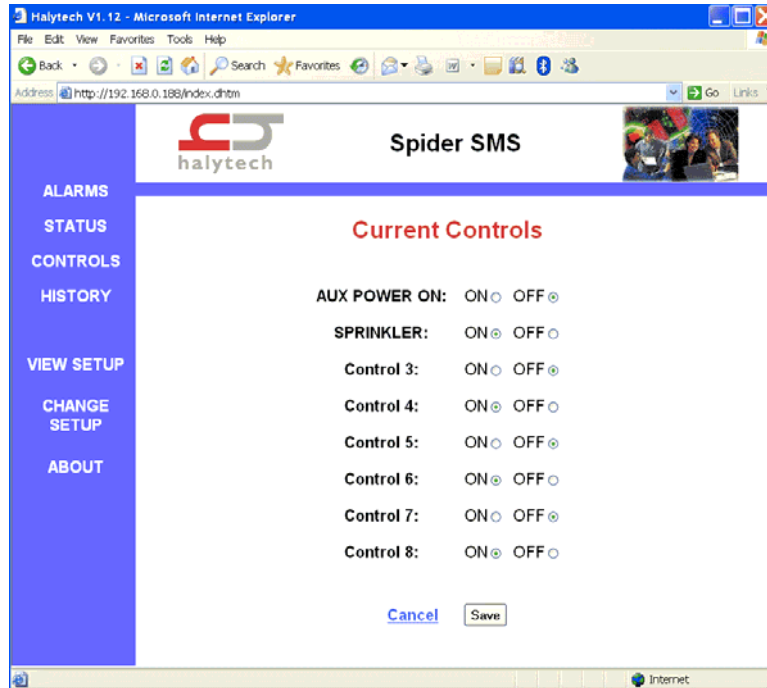 Halytech V1.12 - Microsoft Internet Explorer
File Edit View Favorites Tools Help
Back Search Favorites
Address http://192.168.0.188/index.dhtm Go Links
halytech
Spider SMS
ALARMS
STATUS
CONTROLS
HISTORY
VIEW SETUP
CHANGE
SETUP
ABOUT
Current Controls
AUX POWER ON: ON OFF
SPRINKLER: ON OFF
Control 3: ON OFF
Control 4: ON OFF
Control 5: ON OFF
Control 6: ON OFF
Control 7: ON OFF
Control 8: ON OFF
Cancel Save
Internet